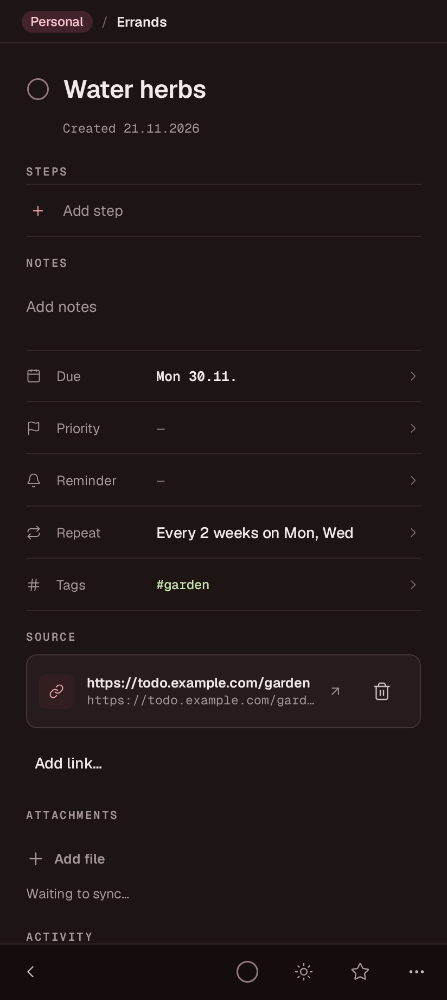 Personal / Errands
Water herbs
Created 21.11.2026
STEPS
+ Add step
NOTES
Add notes
Due Mon 30.11.
Priority –
Reminder –
Repeat Every 2 weeks on Mon, Wed
Tags #garden
SOURCE
https://todo.example.com/garden
https://todo.example.com/gard…
Add link…
ATTACHMENTS
+ Add file
Waiting to sync…
ACTIVITY